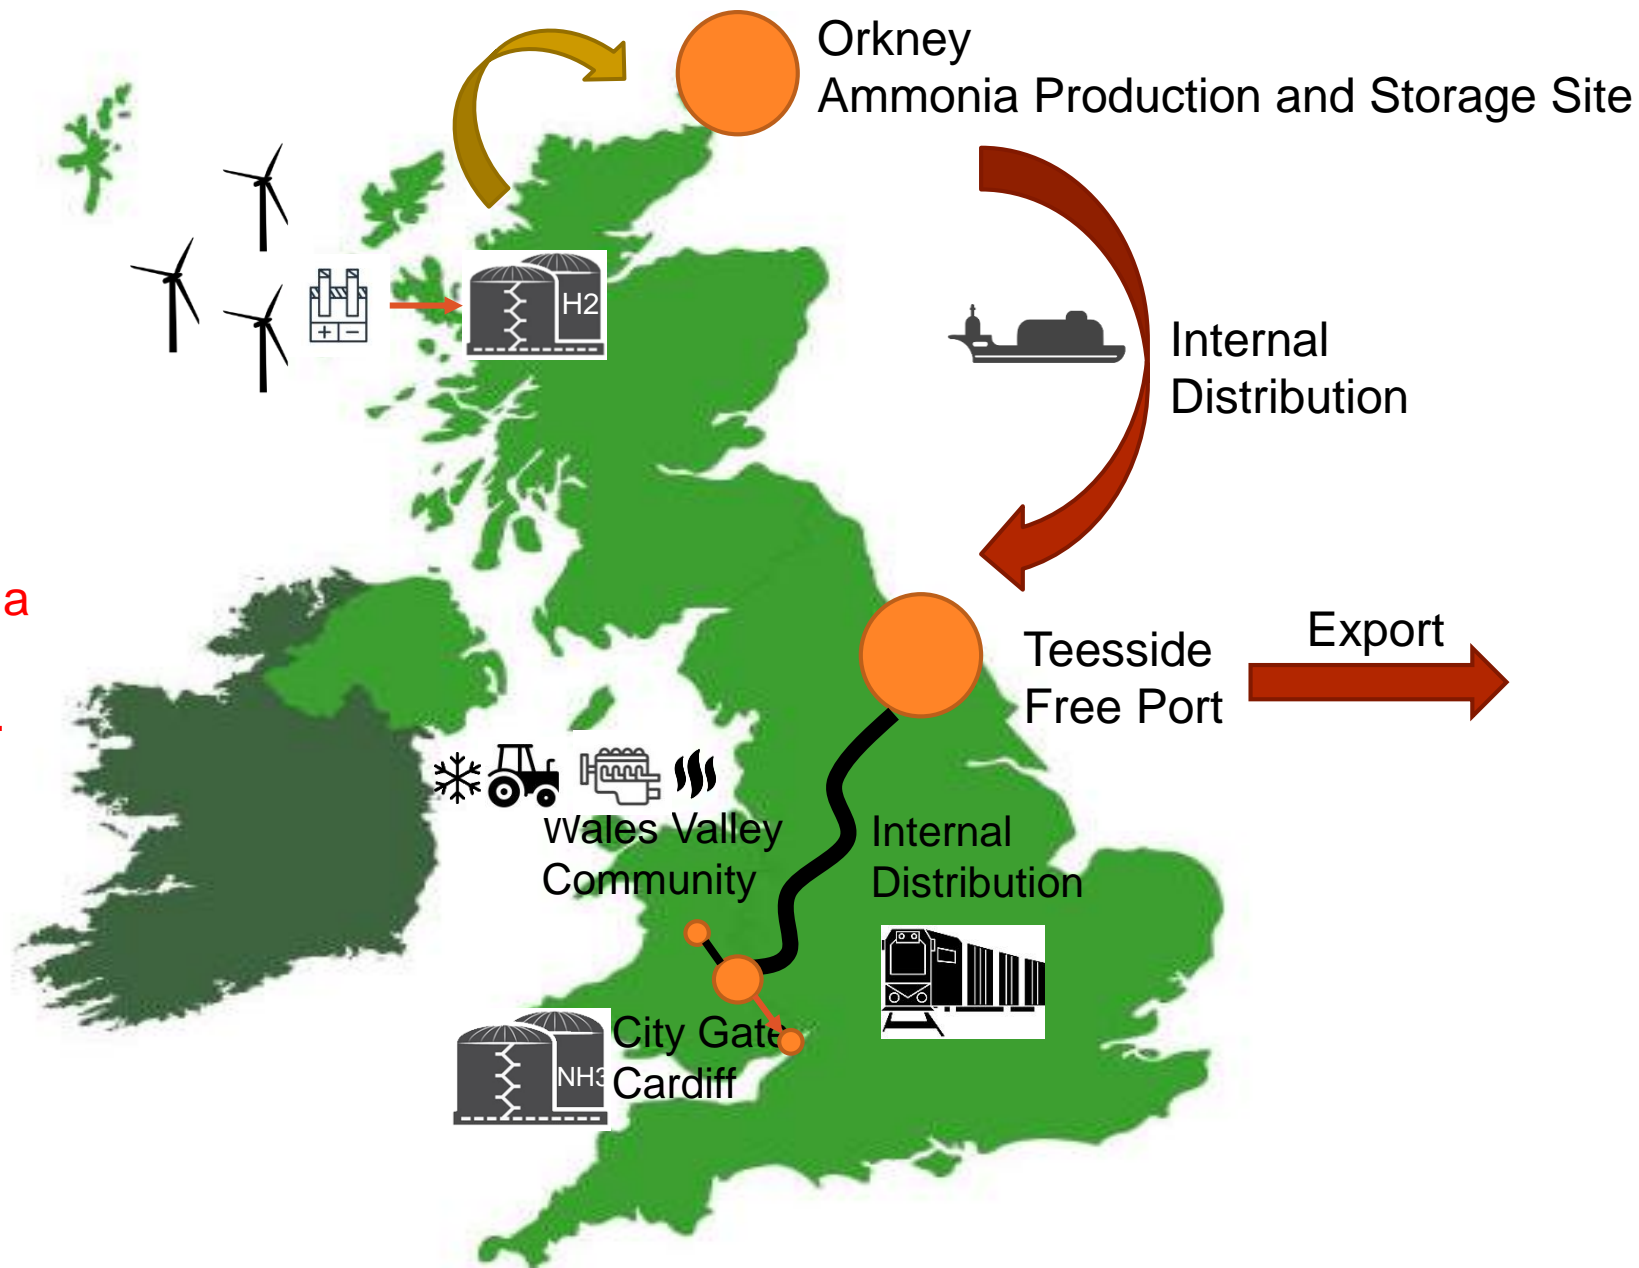 Orkney
Ammonia Production and Storage Site
H2
+ -
Internal
Distribution
a
Teesside
Free Port
Export
Wales Valley
Community
Internal
Distribution
City Gate
Cardiff
NH3